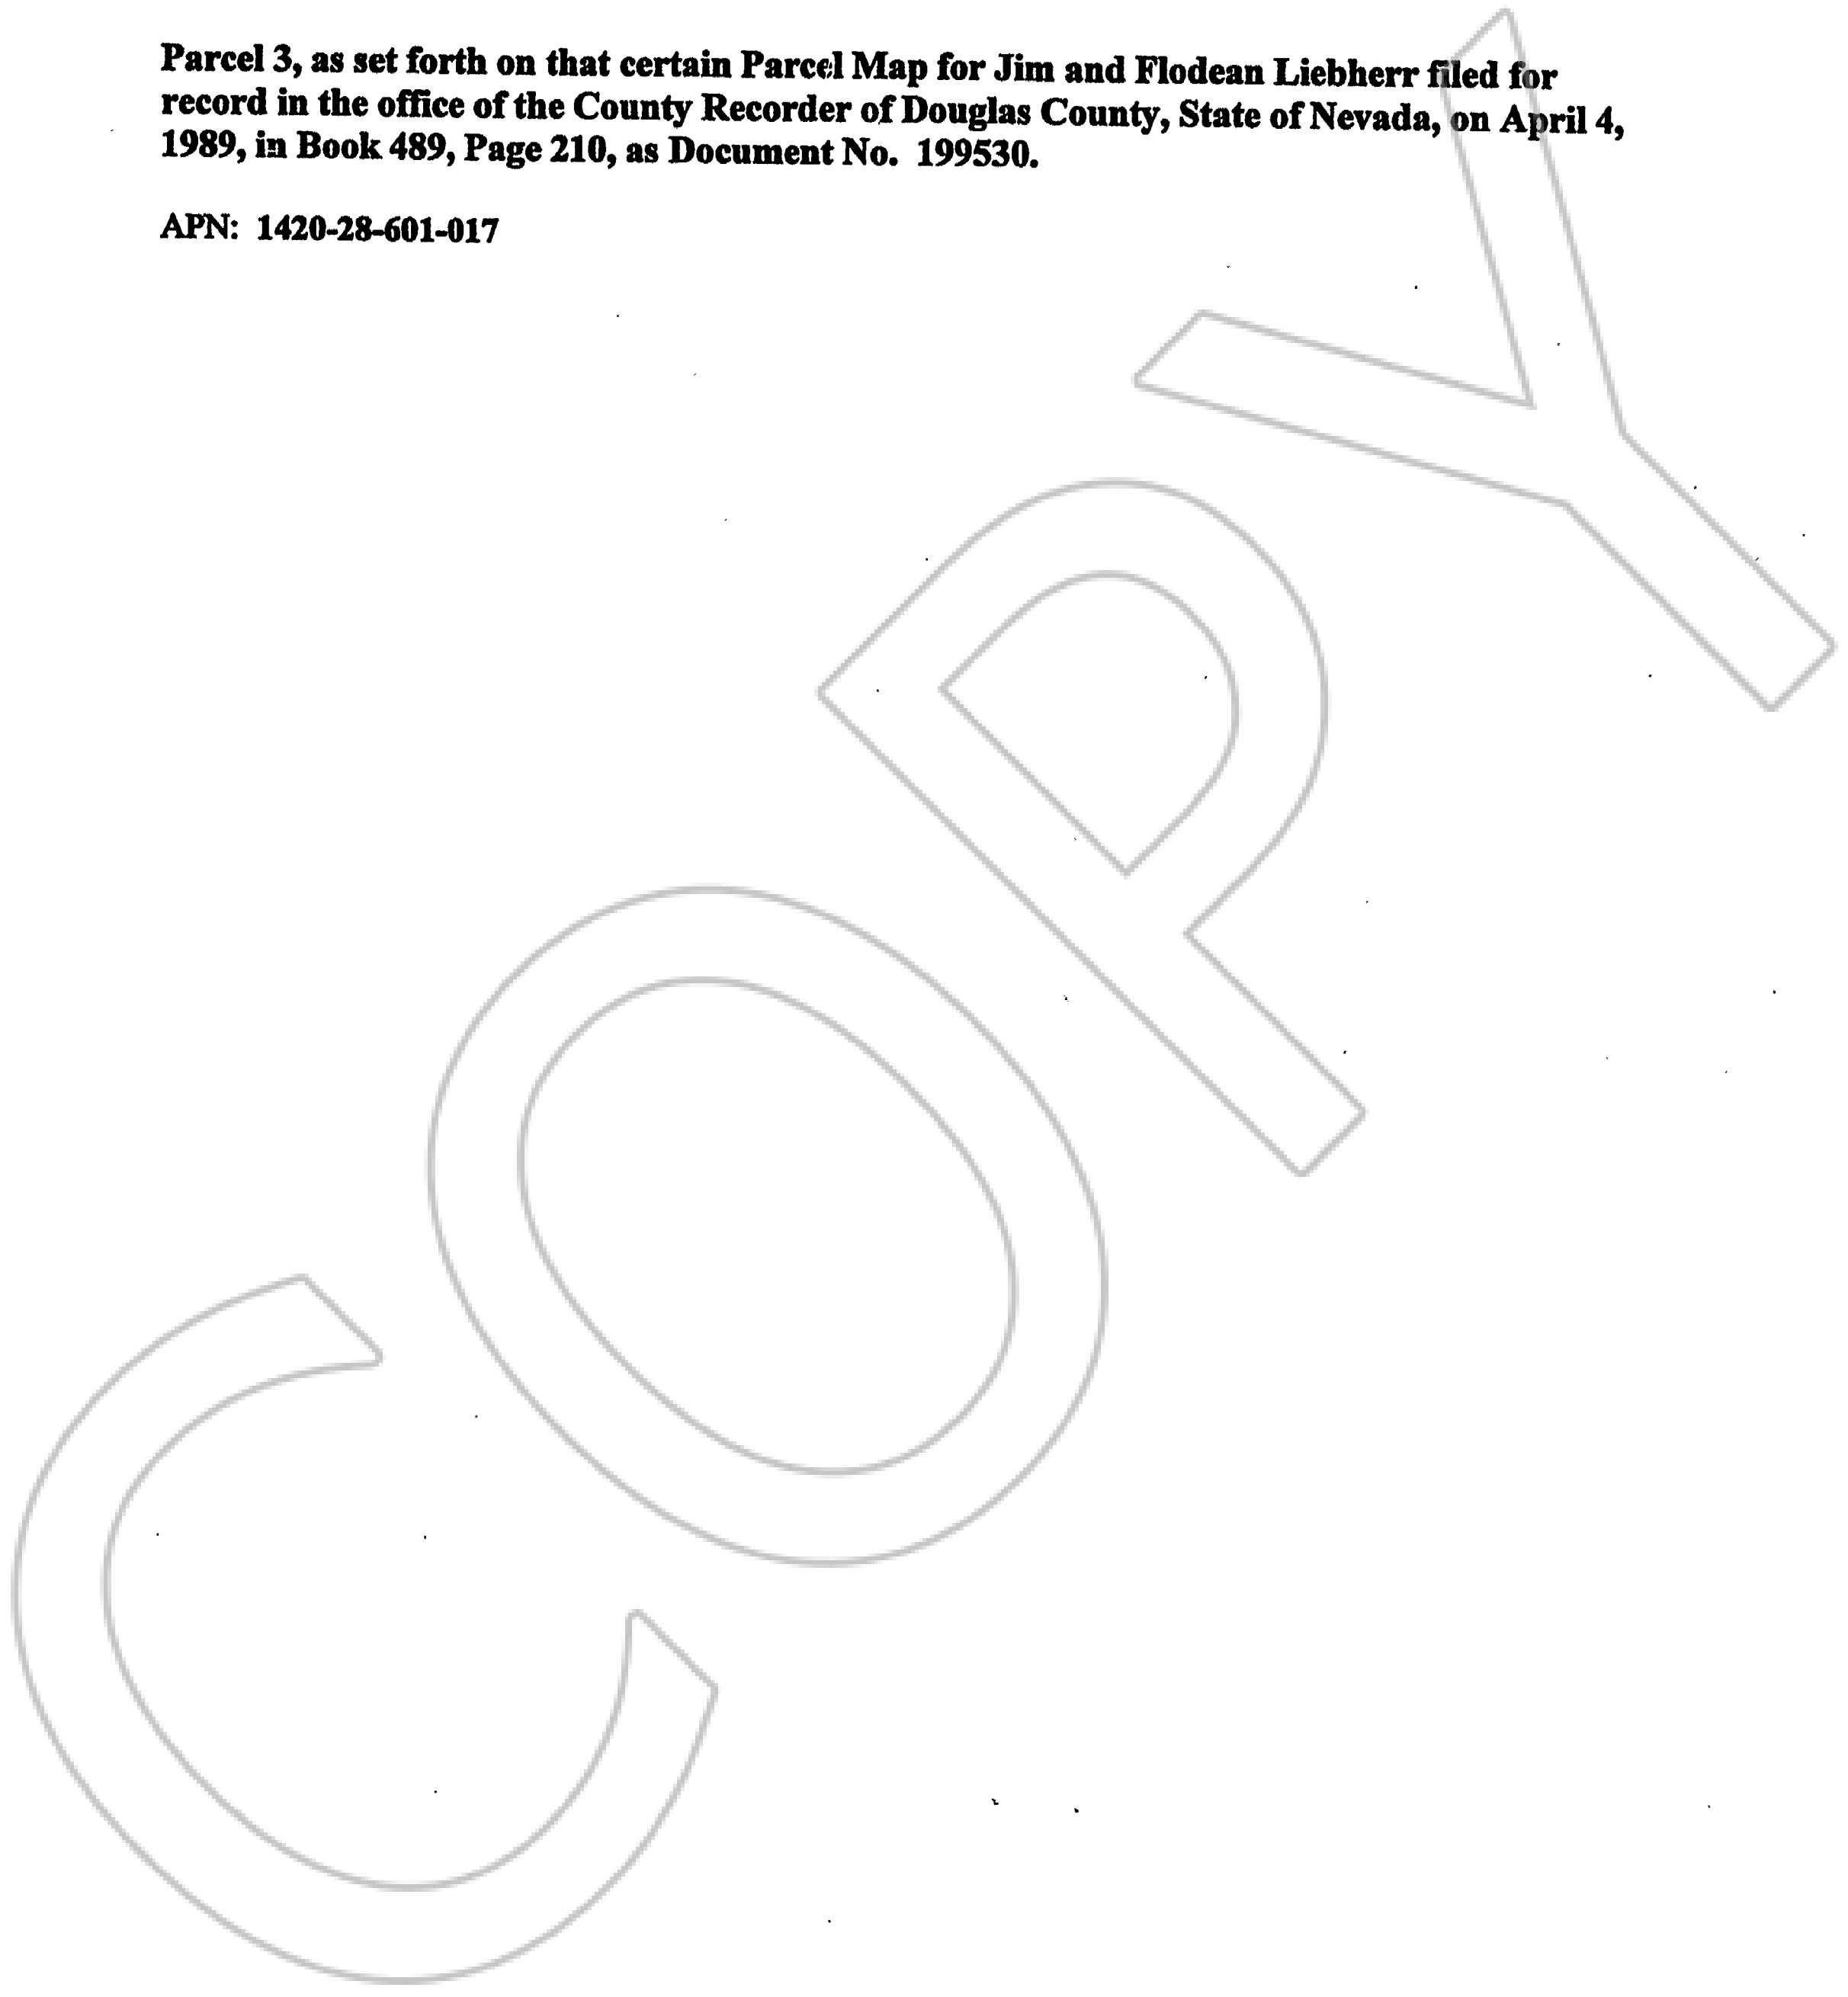 Parcel 3, as set forth on that certain Parcel Map for Jim and Flodean Liebherr filed for
record in the office of the County Recorder of Douglas County, State of Nevada, on April 4,
1989, in Book 489, Page 210, as Document No.  199530.
APN:  1420-28-601-017
COPY